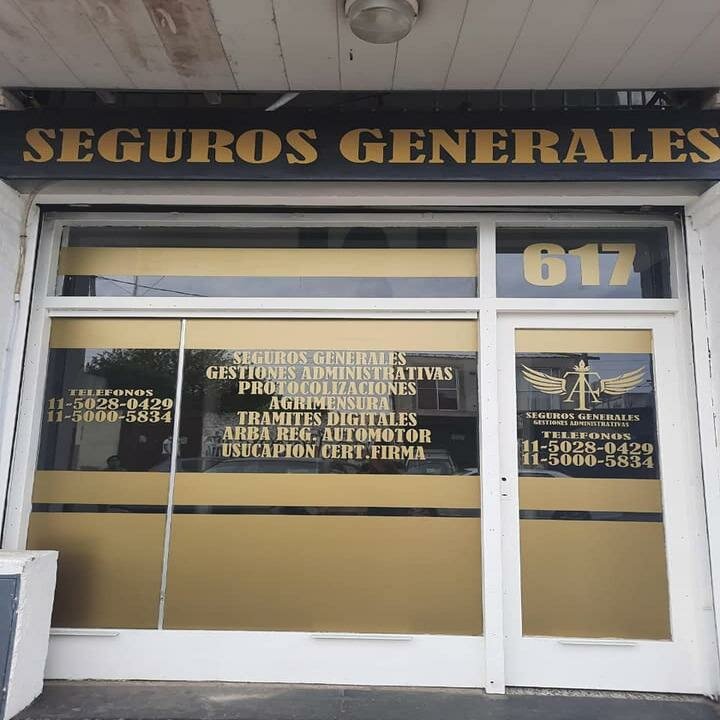 SEGUROS GENERALES
617
SEGUROS GENERALES
GESTIONES ADMINISTRATIVAS
PROTOCOLIZACIONES
AGRIMENSURA
TRAMITES DIGITALES
ARBA REG. AUTOMOTOR
USUCAPION CERT.FIRMA
TELEFONOS
11-5028-0429
11-5000-5834
SEGUROS GENERALES
GESTIONES ADMINISTRATIVAS
TELEFONOS
11-5028-0429
11-5000-5834